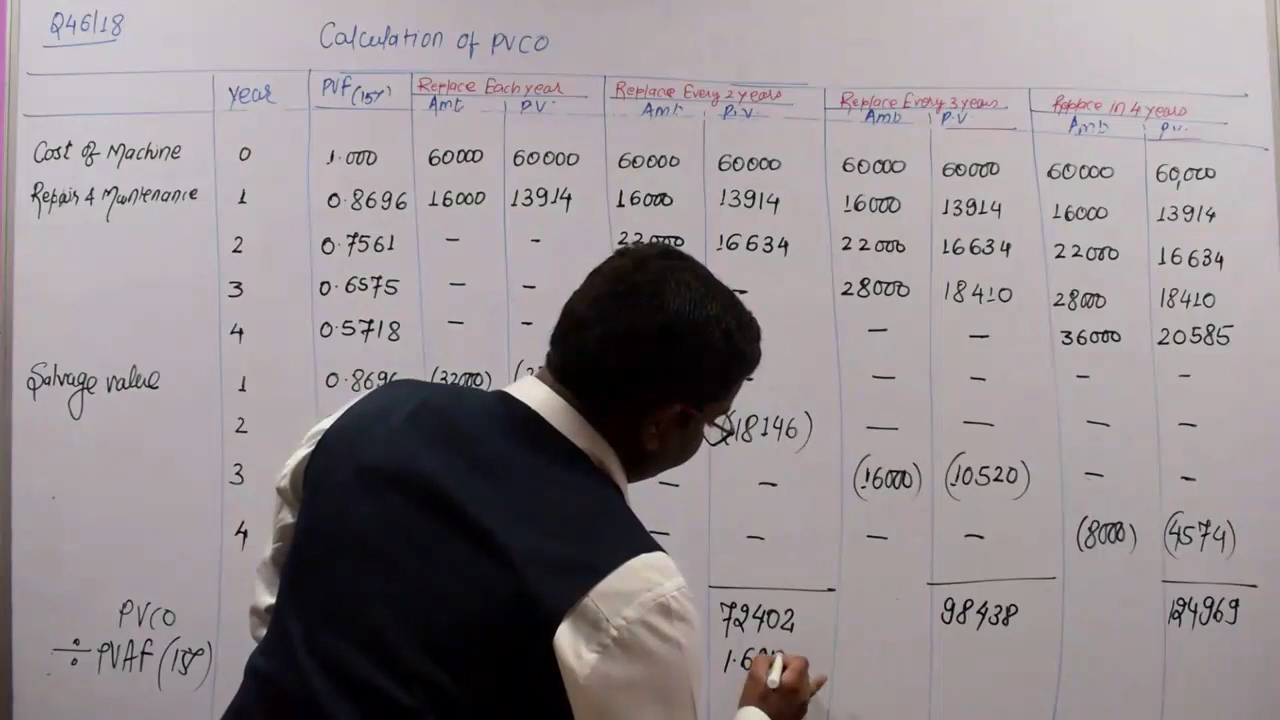 Q46/18
Calculation of PVCO
year PVF(15%) Replace Each year Replace Every 2 years Replace Every 3 years Replace in 4 years
Amt P.V. Amt P.V. Amt P.V Amt P.V.
Cost of Machine 0 1.000 60000 60000 60000 60000 60000 60000 60000 60,000
Repair & Maintenance 1 0.8696 16000 13914 16000 13914 16000 13914 16000 13914
2 0.7561 - - 22000 16634 22000 16634 22000 16634
3 0.6575 - - - 28000 18410 28000 18410
4 0.5718 - - - - 36000 20585
Salvage value 1 0.8696 (32000) - - - - -
2 (18146) - - - -
3 - - (16000) (10520) - -
4 - - - - (8000) (4574)
PVCO 72402 98438 124969
÷ PVAF (15%)